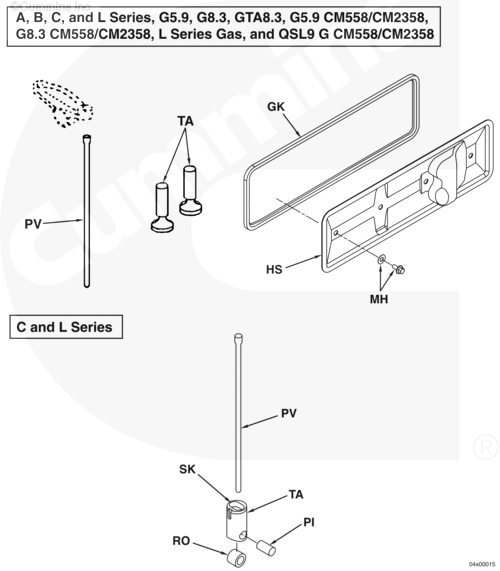 ©Cummins Inc.
A, B, C, and L Series, G5.9, G8.3, GTA8.3, G5.9 CM558/CM2358,
G8.3 CM558/CM2358, L Series Gas, and QSL9 G CM558/CM2358
TA
GK
PV
HS
MH
C and L Series
PV
SK
TA
PI
RO
04x00015
Cummins
®